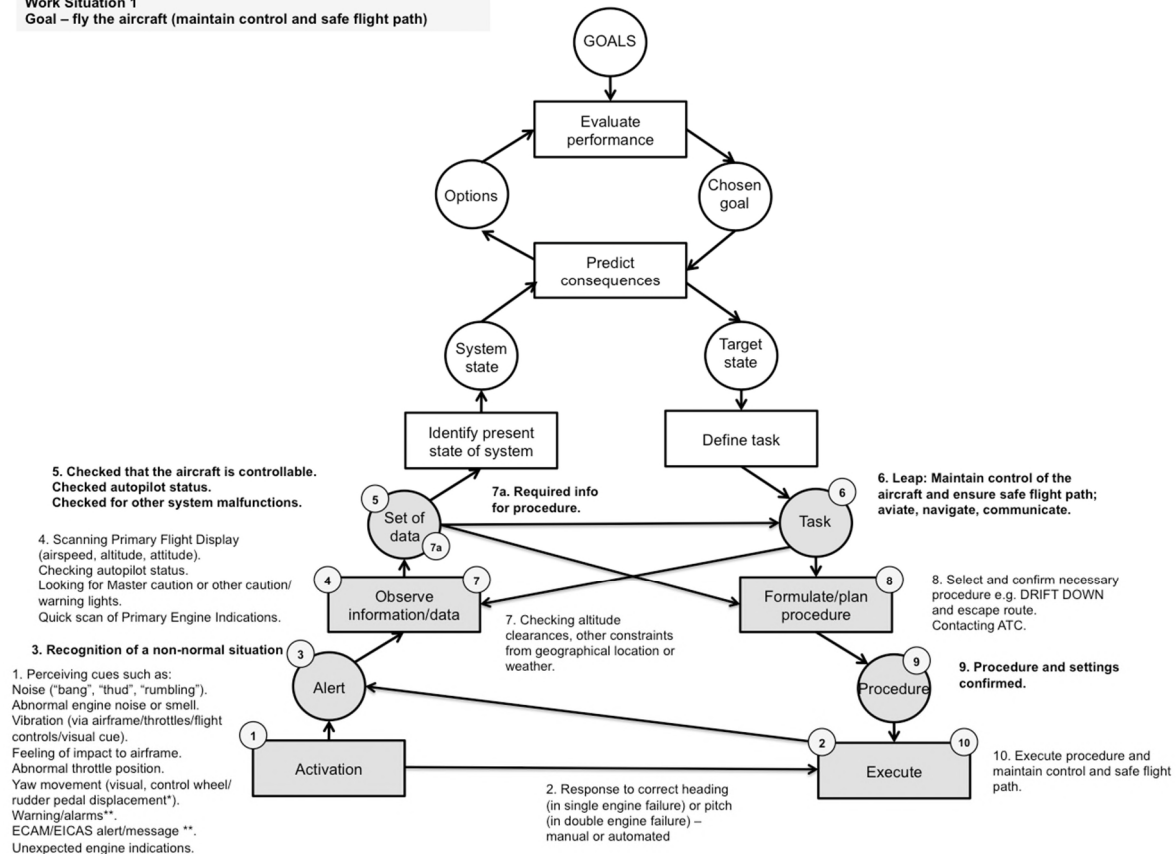 Work Situation 1
Goal – fly the aircraft (maintain control and safe flight path)
GOALS
Evaluate
performance
Options
Chosen
goal
Predict
consequences
System
state
Target
state
Identify present
state of system
Define task
5. Checked that the aircraft is controllable.
Checked autopilot status.
Checked for other system malfunctions.
5
Set of
data
7a
7a. Required info
for procedure.
6
Task
6. Leap: Maintain control of the
aircraft and ensure safe flight path;
aviate, navigate, communicate.
4. Scanning Primary Flight Display
(airspeed, altitude, attitude).
Checking autopilot status.
Looking for Master caution or other caution/
warning lights.
Quick scan of Primary Engine Indications.
4
7
Observe
information/data
7. Checking altitude
clearances, other constraints
from geographical location or
weather.
8
Formulate/plan
procedure
8. Select and confirm necessary
procedure e.g. DRIFT DOWN
and escape route.
Contacting ATC.
3. Recognition of a non-normal situation
3
Alert
9
Procedure
9. Procedure and settings
confirmed.
1. Perceiving cues such as:
Noise (“bang”, “thud”, “rumbling”).
Abnormal engine noise or smell.
Vibration (via airframe/throttles/flight
controls/visual cue).
Feeling of impact to airframe.
Abnormal throttle position.
Yaw movement (visual, control wheel/
rudder pedal displacement*).
Warning/alarms**.
ECAM/EICAS alert/message **.
Unexpected engine indications.
1
Activation
2
10
Execute
2. Response to correct heading
(in single engine failure) or pitch
(in double engine failure) –
manual or automated
10. Execute procedure and
maintain control and safe flight
path.